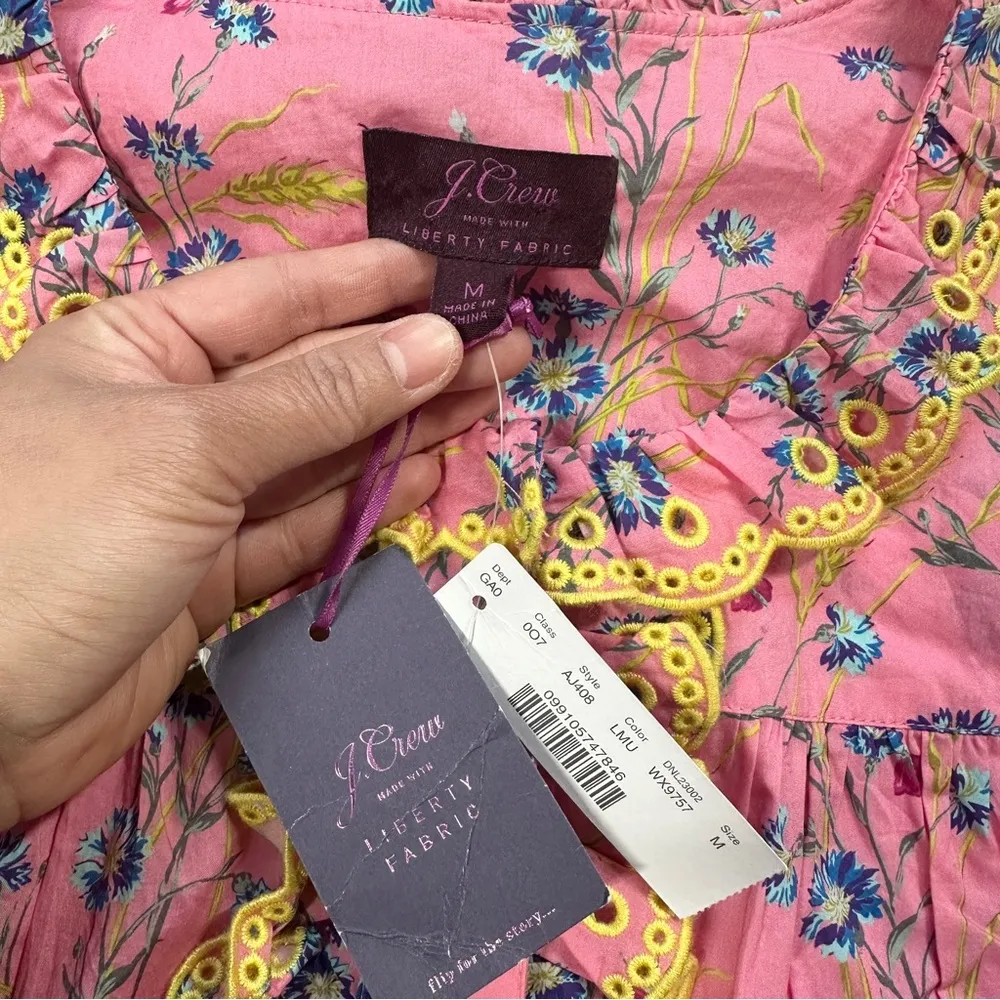 J.Crew
MADE WITH
LIBERTY FABRIC
M
MADE IN
CHINA
J.Crew
MADE WITH
LIBERTY
FABRIC
flip for the story...
Dept
GA0
Class
007
Style
AJ408
Color
LMU
DNL23002
WX9757
Size
M
099105747846